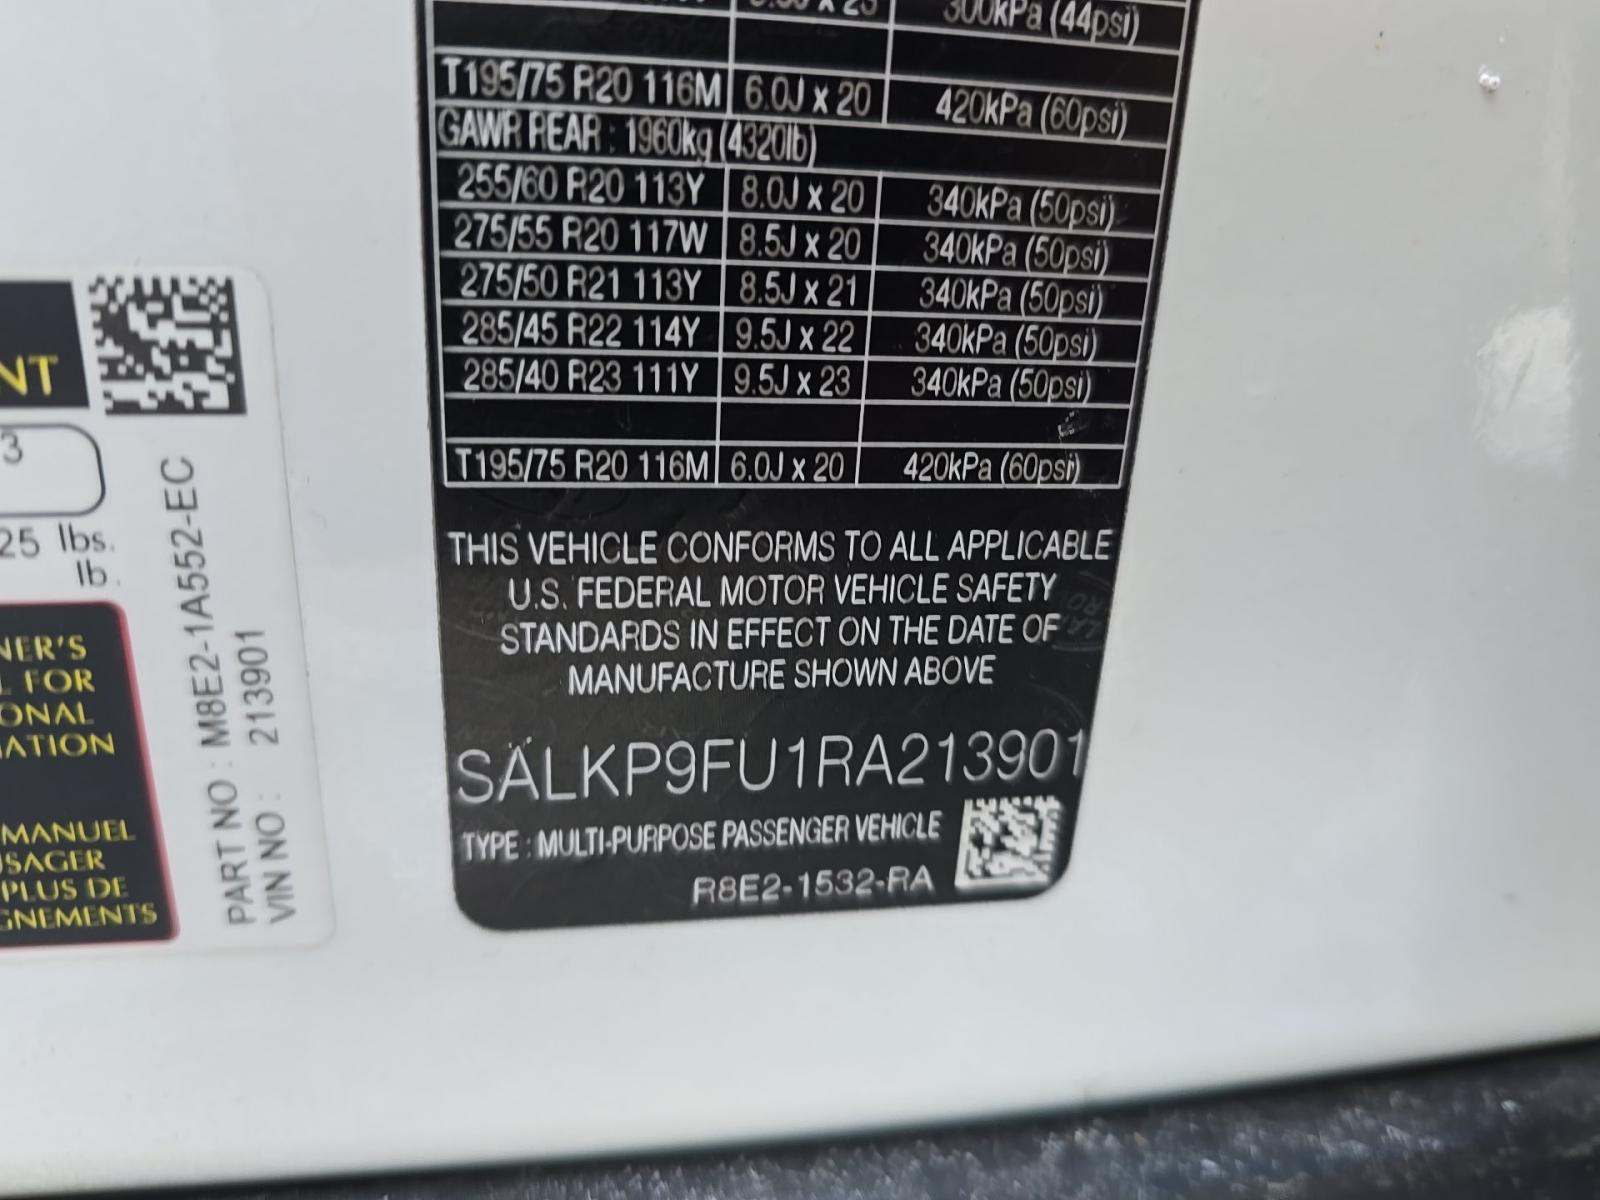 300kPa (44psi)
T195/75 R20 116M 6.0J x 20 420kPa (60psi)
GAWR REAR : 1960kg (4320lb)
255/60 R20 113Y 8.0J x 20 340kPa (50psi)
275/55 R20 117W 8.5J x 20 340kPa (50psi)
275/50 R21 113Y 8.5J x 21 340kPa (50psi)
285/45 R22 114Y 9.5J x 22 340kPa (50psi)
285/40 R23 111Y 9.5J x 23 340kPa (50psi)
T195/75 R20 116M 6.0J x 20 420kPa (60psi)
THIS VEHICLE CONFORMS TO ALL APPLICABLE
U.S. FEDERAL MOTOR VEHICLE SAFETY
STANDARDS IN EFFECT ON THE DATE OF
MANUFACTURE SHOWN ABOVE
SALKP9FU1RA213901
TYPE : MULTI-PURPOSE PASSENGER VEHICLE
R8E2-1532-RA
NT
3
25 lbs.
lb.
NER'S
L FOR
ONAL
MATION
MANUEL
USAGER
PLUS DE
GNEMENTS
PART NO : M8E2-1A552-EC
VIN NO : 213901